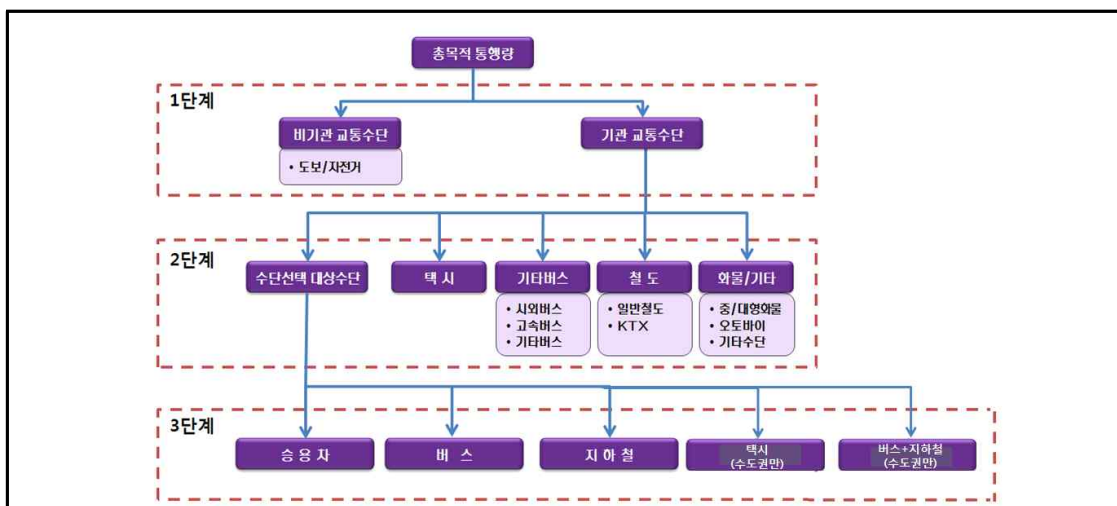 총목적 통행량
1단계
비기관 교통수단
기관 교통수단
• 도보/자전거
2단계
수단선택 대상수단
택 시
기타버스
철 도
화물/기타
• 시외버스
• 고속버스
• 기타버스
• 일반철도
• KTX
• 중/대형화물
• 오토바이
• 기타수단
3단계
승 용 차
버 스
지 하 철
택시
(수도권만)
버스+지하철
(수도권만)